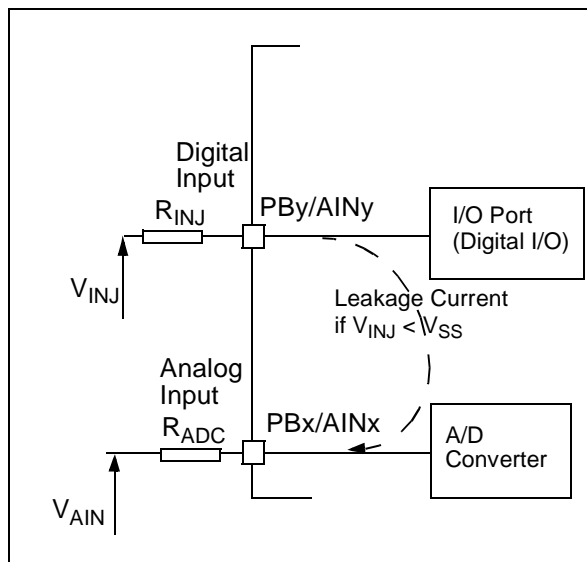 Digital
Input
R_INJ
PBy/AINy
I/O Port
(Digital I/O)
V_INJ
Leakage Current
if V_INJ < V_SS
Analog
Input
R_ADC
PBx/AINx
A/D
Converter
V_AIN